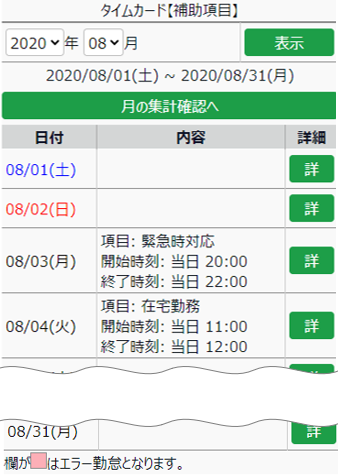 タイムカード【補助項目】
2020 年 08 月 表示
2020/08/01(土) ~ 2020/08/31(月)
月の集計確認へ
日付 内容 詳細
08/01(土) 詳
08/02(日) 詳
08/03(月) 項目: 緊急時対応 詳
開始時刻: 当日 20:00
終了時刻: 当日 22:00
08/04(火) 項目: 在宅勤務 詳
開始時刻: 当日 11:00
終了時刻: 当日 12:00
08/31(月) 詳
欄が はエラー勤怠となります。